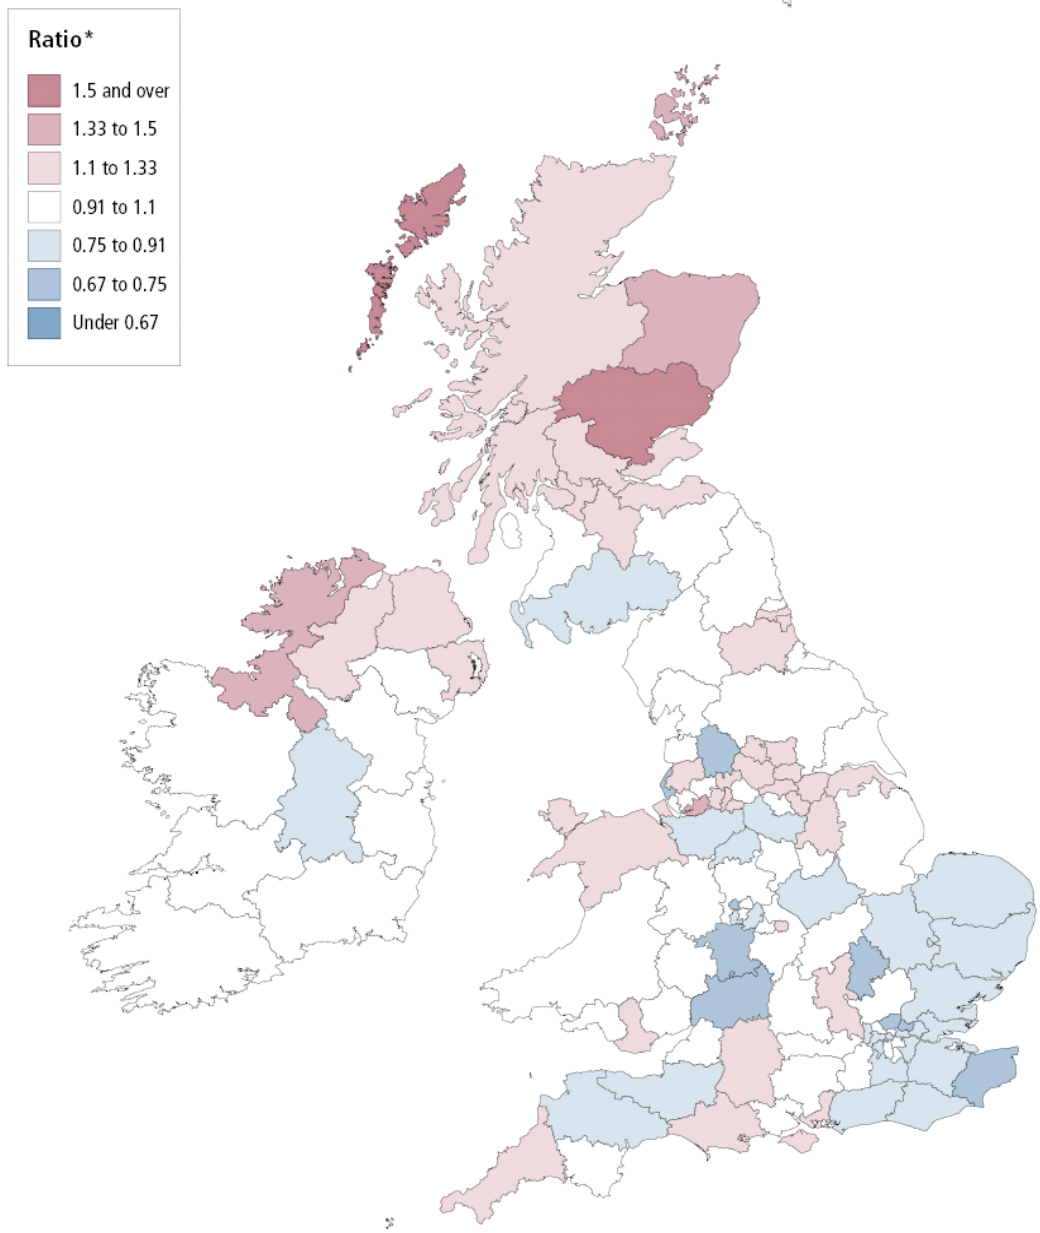 Ratio*
1.5 and over
1.33 to 1.5
1.1 to 1.33
0.91 to 1.1
0.75 to 0.91
0.67 to 0.75
Under 0.67